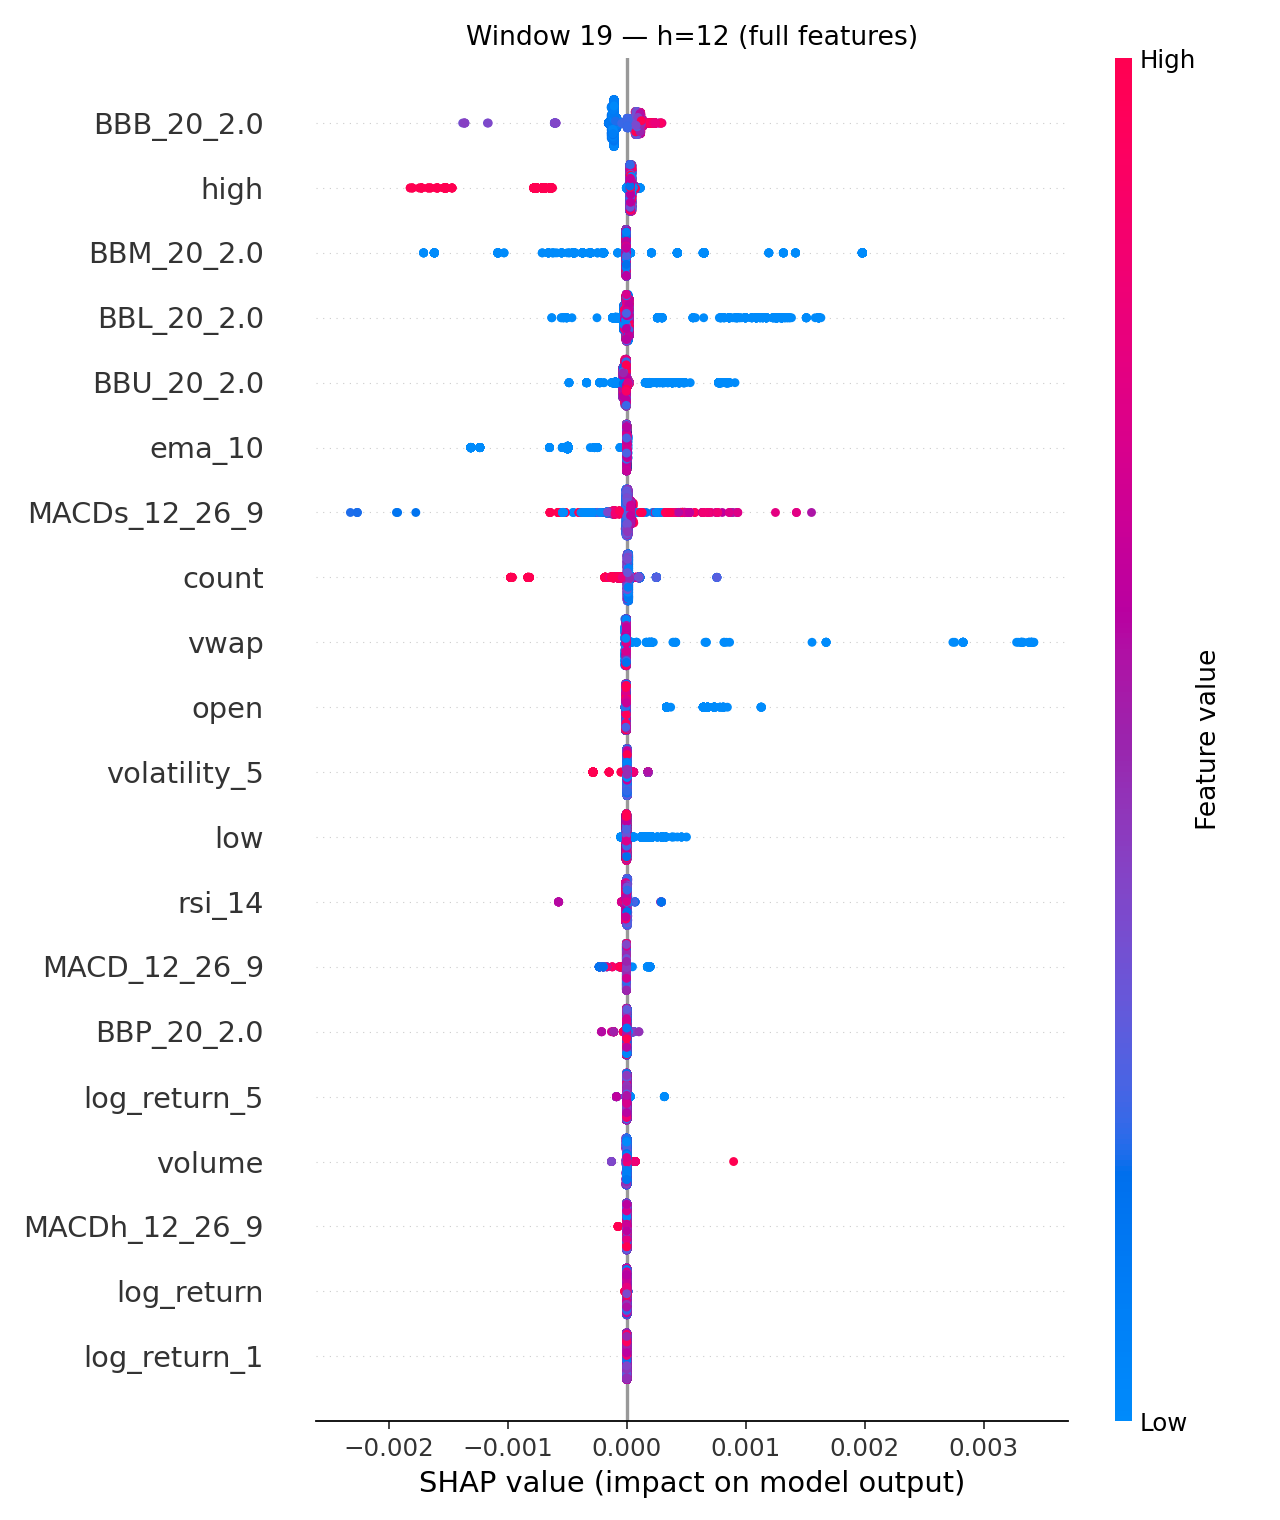 Window 19 — h=12 (full features)
High
BBB_20_2.0
high
BBM_20_2.0
BBL_20_2.0
BBU_20_2.0
ema_10
MACDs_12_26_9
count
vwap
open
volatility_5
low
rsi_14
MACD_12_26_9
BBP_20_2.0
log_return_5
volume
MACDh_12_26_9
log_return
log_return_1
Feature value
Low
−0.002 −0.001 0.000 0.001 0.002 0.003
SHAP value (impact on model output)